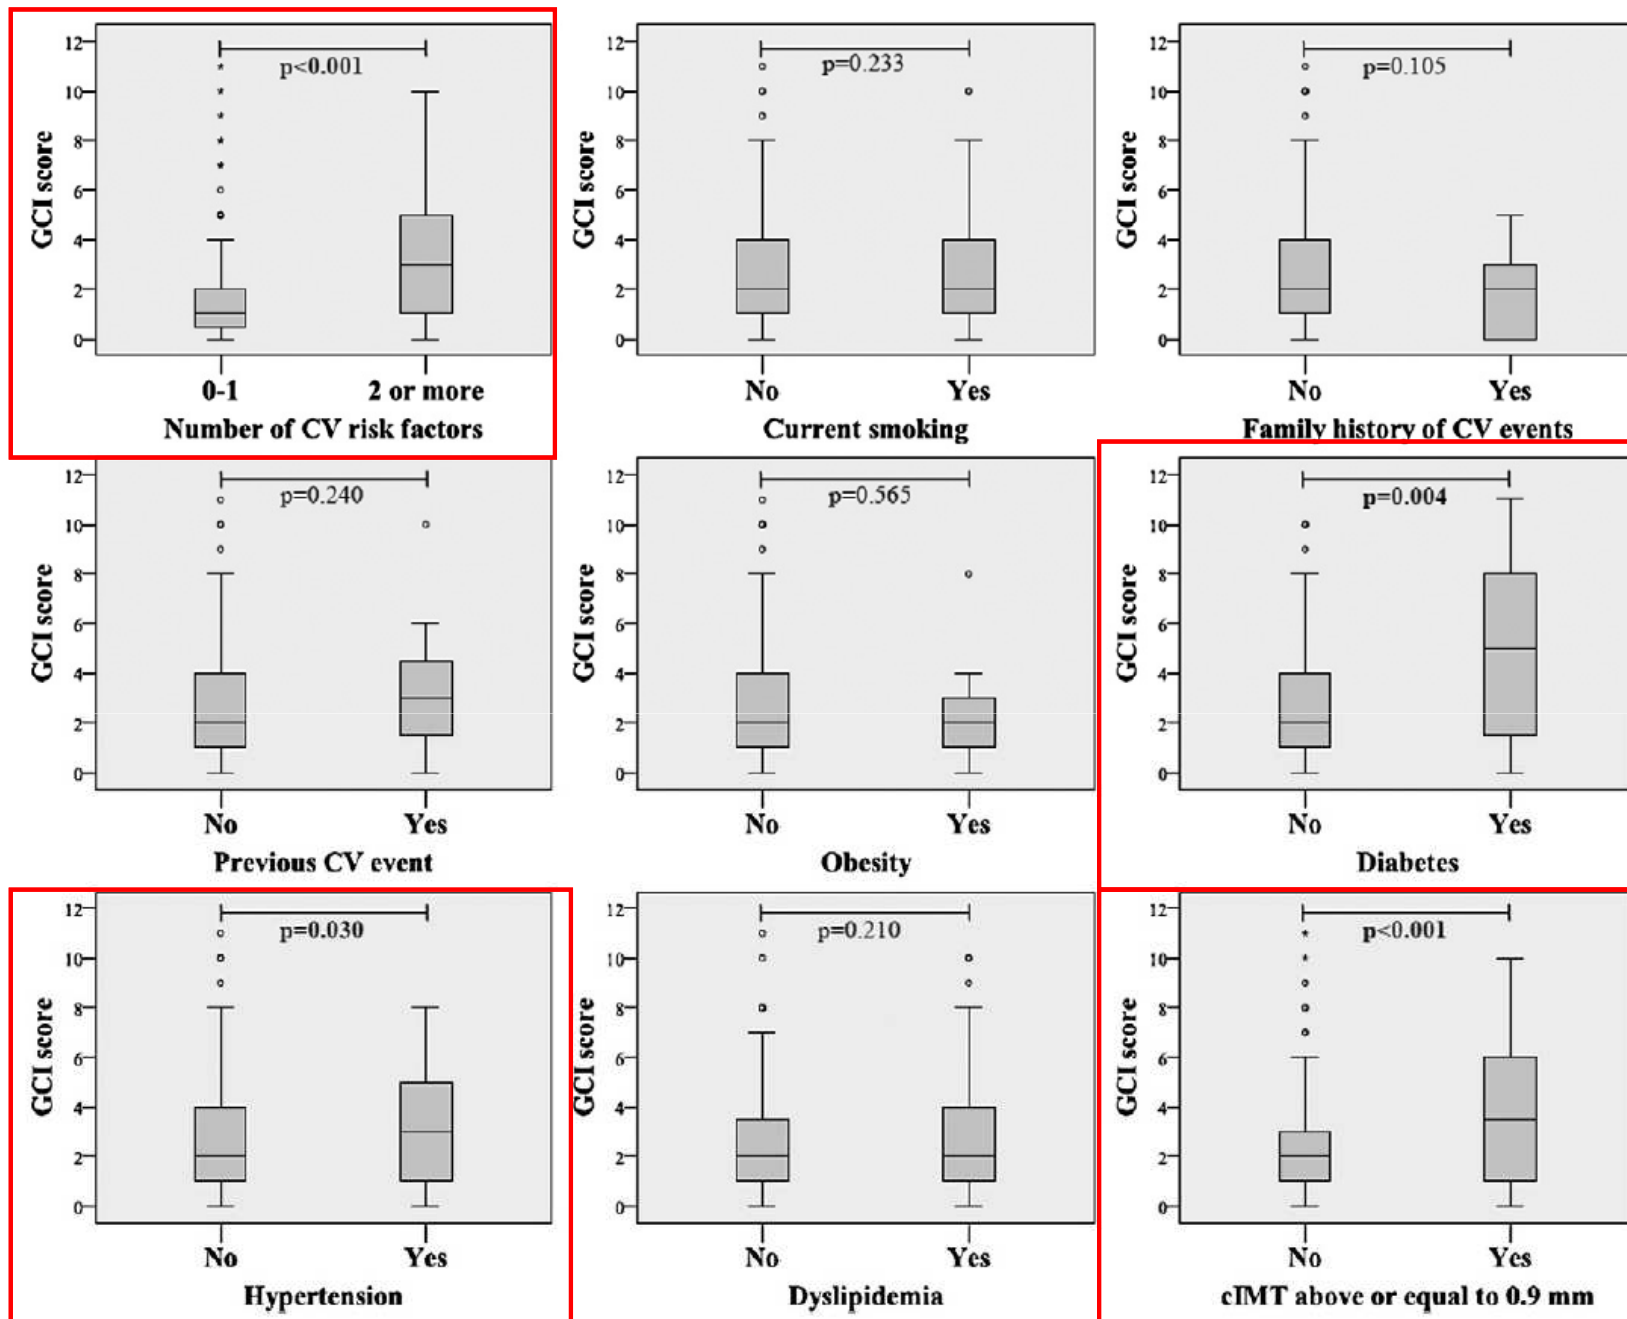 GCI score
12
10
8
6
4
2
0
p<0.001
0-1
2 or more
Number of CV risk factors
GCI score
12
10
8
6
4
2
0
p=0.233
No
Yes
Current smoking
GCI score
12
10
8
6
4
2
0
p=0.105
No
Yes
Family history of CV events
GCI score
12
10
8
6
4
2
0
p=0.240
No
Yes
Previous CV event
GCI score
12
10
8
6
4
2
0
p=0.565
No
Yes
Obesity
GCI score
12
10
8
6
4
2
0
p=0.004
No
Yes
Diabetes
GCI score
12
10
8
6
4
2
0
p=0.030
No
Yes
Hypertension
GCI score
12
10
8
6
4
2
0
p=0.210
No
Yes
Dyslipidemia
GCI score
12
10
8
6
4
2
0
p<0.001
No
Yes
cIMT above or equal to 0.9 mm